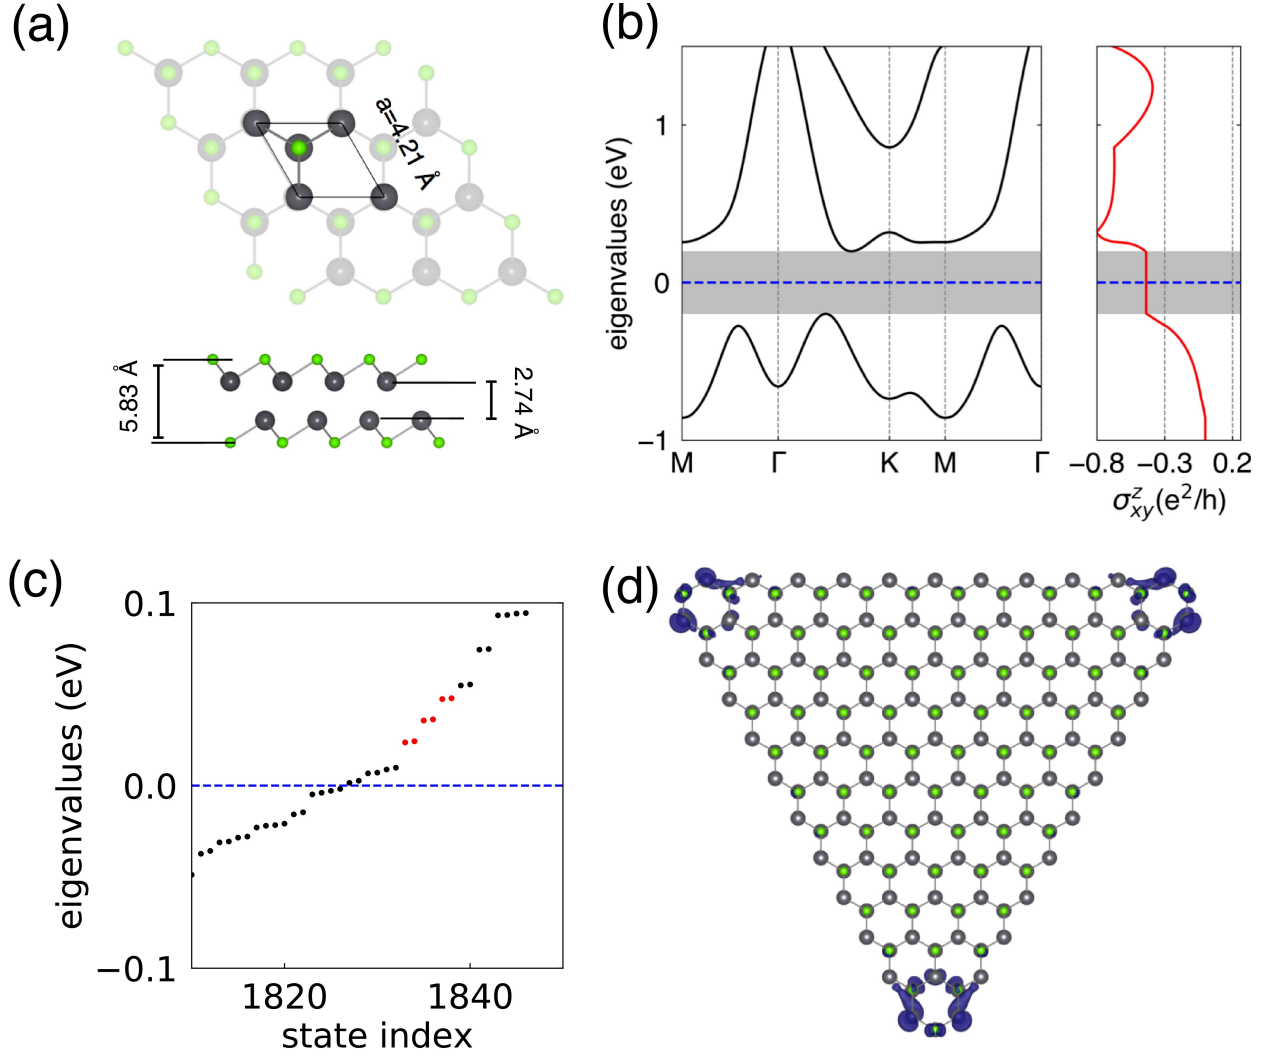 (a)
a=4.21 Å
5.83 Å
2.74 Å
(b)
eigenvalues (eV)
1
0
−1
M Γ K M Γ
−0.8 −0.3 0.2
σᶻxy(e²/h)
(c)
eigenvalues (eV)
0.1
0.0
−0.1
1820 1840
state index
(d)